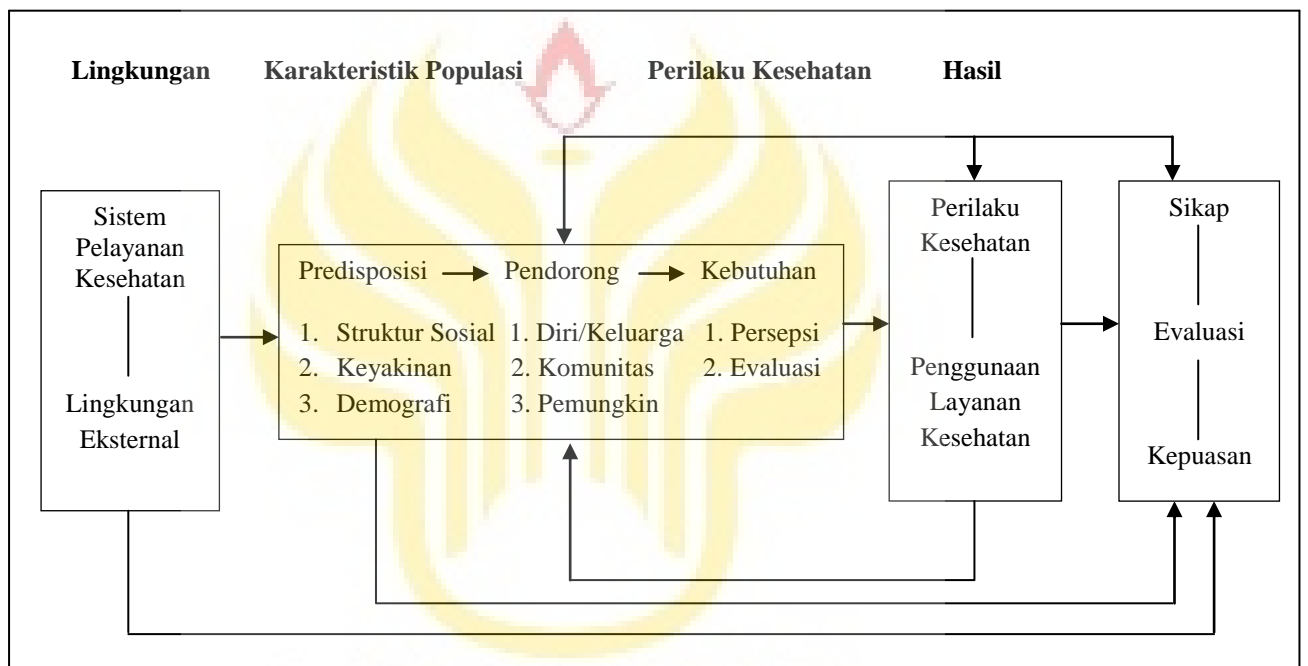 Lingkungan Karakteristik Populasi Perilaku Kesehatan Hasil
Sistem
Pelayanan
Kesehatan
Lingkungan
Eksternal
Predisposisi Pendorong Kebutuhan
1. Struktur Sosial 1. Diri/Keluarga 1. Persepsi
2. Keyakinan 2. Komunitas 2. Evaluasi
3. Demografi 3. Pemungkin
Perilaku
Kesehatan
Penggunaan
Layanan
Kesehatan
Sikap
Evaluasi
Kepuasan